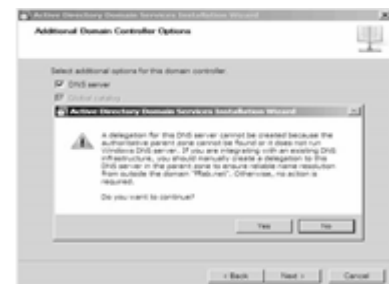 Active Directory Domain Services Installation Wizard
Additional Domain Controller Options
Select additional options for this domain controller.
DNS server
Global catalog
Active Directory Domain Services Installation Wizard
A delegation for this DNS server cannot be created because the
authoritative parent zone cannot be found or it does not run
Windows DNS server. If you are integrating with an existing DNS
infrastructure, you should manually create a delegation to this
DNS server in the parent zone to ensure reliable name resolution
from outside the domain Otherwise, no action is
required.
Do you want to continue?
Yes No
< Back Next > Cancel